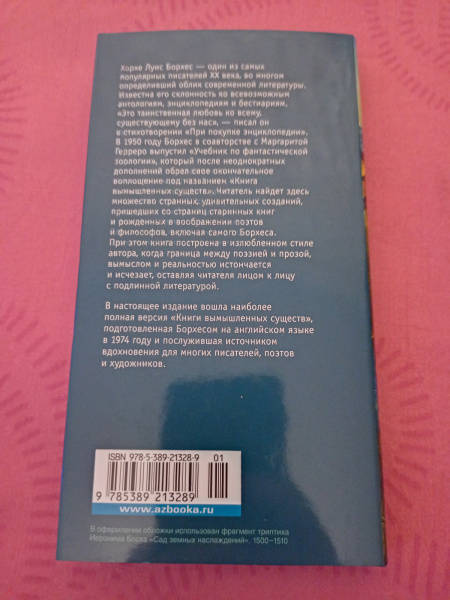 Хорхе Луис Борхес — один из самых
популярных писателей XX века, во многом
определивший облик современной литературы.
Известна его склонность ко всевозможным
антологиям, энциклопедиям и бестиариям,
«Это таинственная любовь ко всему,
существующему без нас», — писал он
в стихотворении «При покупке энциклопедии».
В 1950 году Борхес в соавторстве с Маргаритой
Герреро выпустил «Учебник по фантастической
зоологии», который после неоднократных
дополнений обрел свое окончательное
воплощение под названием «Книга
вымышленных существ». Читатель найдет здесь
множество странных, удивительных созданий,
пришедших со страниц старинных книг
и рожденных в воображении поэтов
и философов, включая самого Борхеса.
При этом книга построена в излюбленном стиле
автора, когда граница между поэзией и прозой,
вымыслом и реальностью истончается
и исчезает, оставляя читателя лицом к лицу
с подлинной литературой.
В настоящее издание вошла наиболее
полная версия «Книги вымышленных существ»,
подготовленная Борхесом на английском языке
в 1974 году и послужившая источником
вдохновения для многих писателей, поэтов
и художников.
ISBN 978-5-389-21328-9 01
9 785389 213289
www.azbooka.ru
В оформлении обложки использован фрагмент триптиха
Иеронима Босха «Сад земных наслаждений». 1500–1510